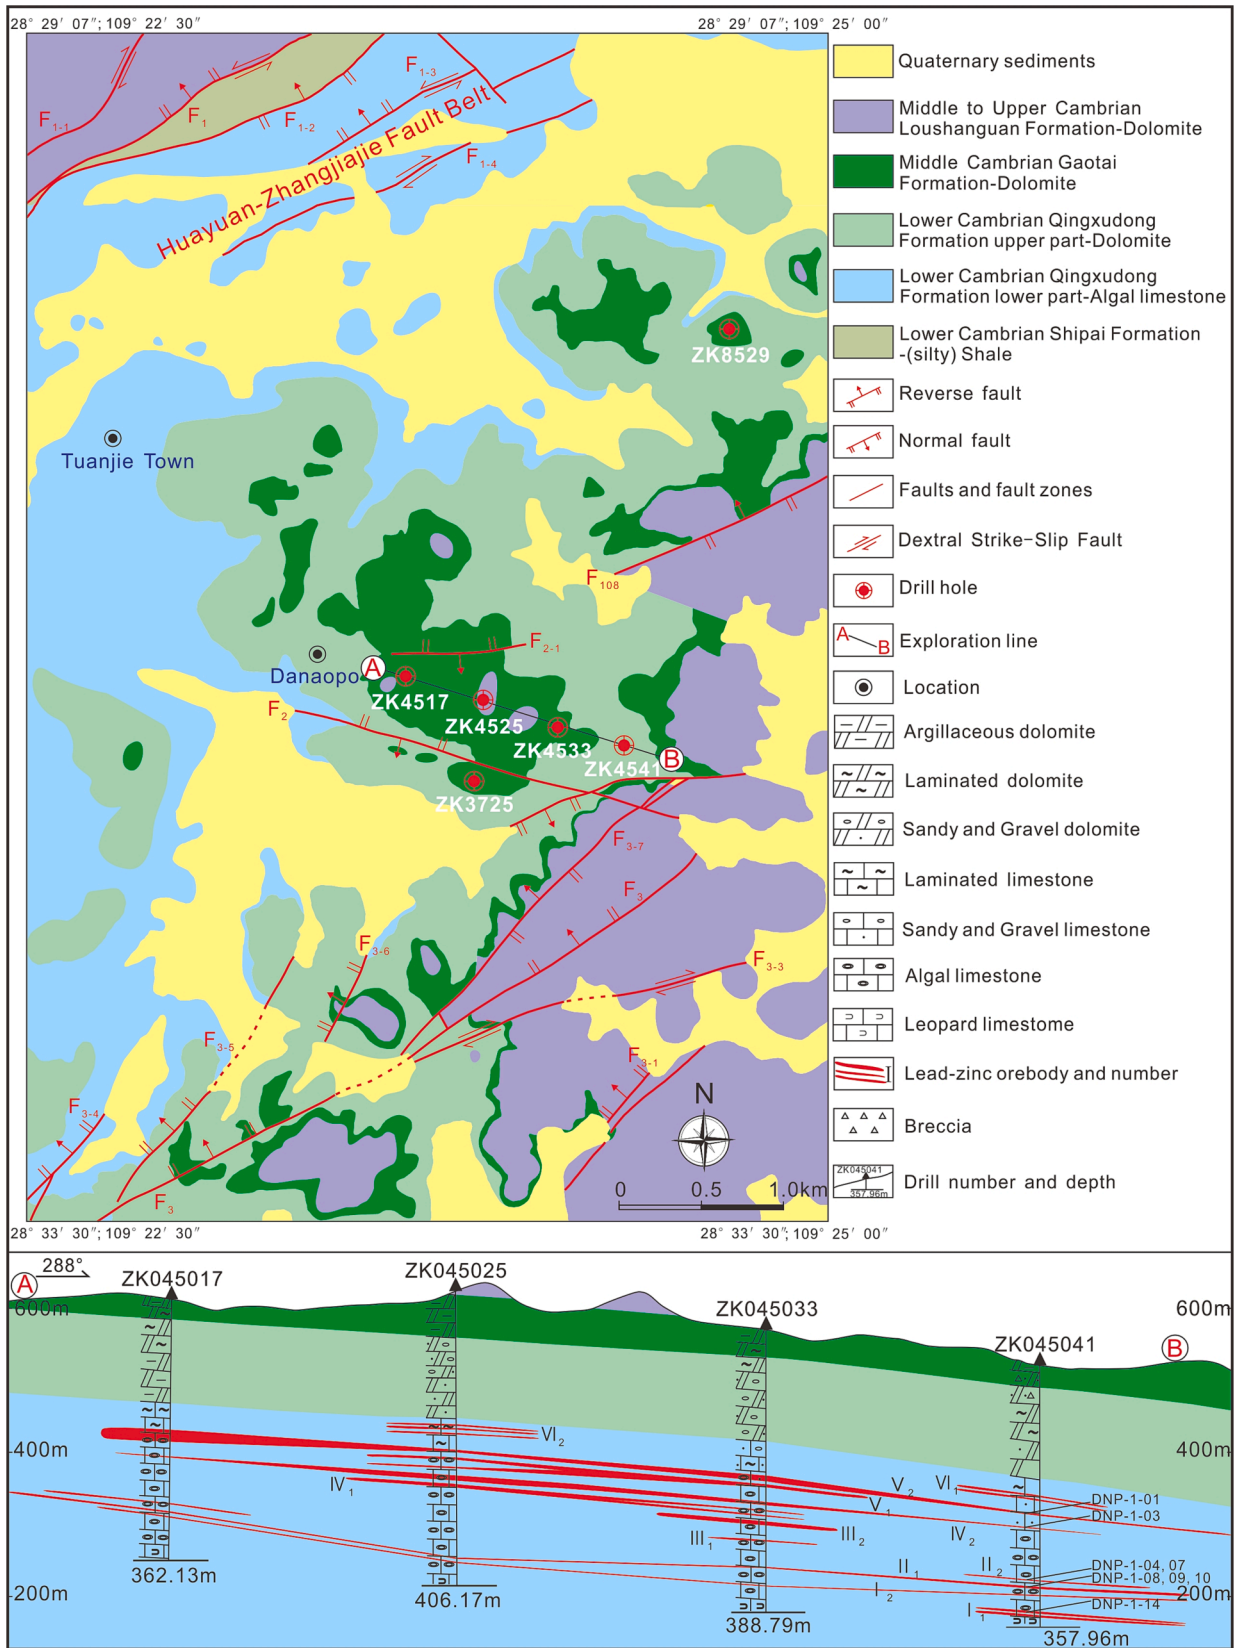 28° 29′ 07″; 109° 22′ 30″
28° 29′ 07″; 109° 25′ 00″
F1-1
F1
F1-2
F1-3
F1-4
Huayuan-Zhangjiajie Fault Belt
ZK8529
Tuanjie Town
F108
F2-1
Danaopo
A
ZK4517
F2
ZK4525
ZK4533
ZK4541
B
ZK3725
F3-7
F3
F3-6
F3-3
F3-5
F3-1
F3-4
F3
N
0 0.5 1.0km
28° 33′ 30″; 109° 22′ 30″
28° 33′ 30″; 109° 25′ 00″
Quaternary sediments
Middle to Upper Cambrian
Loushanguan Formation-Dolomite
Middle Cambrian Gaotai
Formation-Dolomite
Lower Cambrian Qingxudong
Formation upper part-Dolomite
Lower Cambrian Qingxudong
Formation lower part-Algal limestone
Lower Cambrian Shipai Formation
-(silty) Shale
Reverse fault
Normal fault
Faults and fault zones
Dextral Strike-Slip Fault
Drill hole
A B Exploration line
Location
Argillaceous dolomite
Laminated dolomite
Sandy and Gravel dolomite
Laminated limestone
Sandy and Gravel limestone
Algal limestone
Leopard limestome
I Lead-zinc orebody and number
Breccia
ZK045041
357.96m
Drill number and depth
A
288°
ZK045017
ZK045025
ZK045033
ZK045041
B
600m
600m
400m
400m
200m
200m
VI2
IV1
V2
VI1
V1
DNP-1-01
DNP-1-03
III1
III2
IV2
II1
II2
DNP-1-04, 07
DNP-1-08, 09, 10
I2
I1
DNP-1-14
362.13m
406.17m
388.79m
357.96m